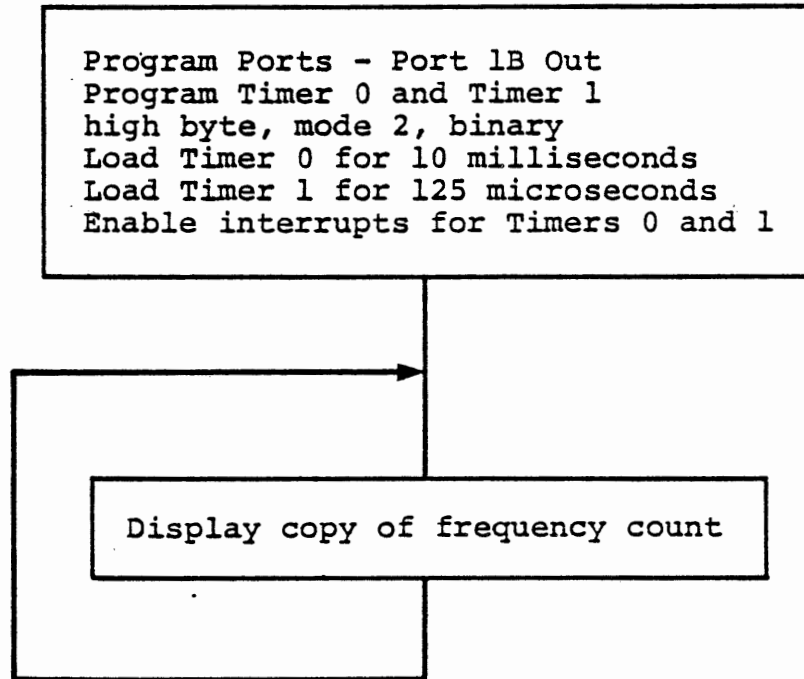 Program Ports - Port 1B Out
Program Timer 0 and Timer 1
high byte, mode 2, binary
Load Timer 0 for 10 milliseconds
Load Timer 1 for 125 microseconds
Enable interrupts for Timers 0 and 1
Display copy of frequency count